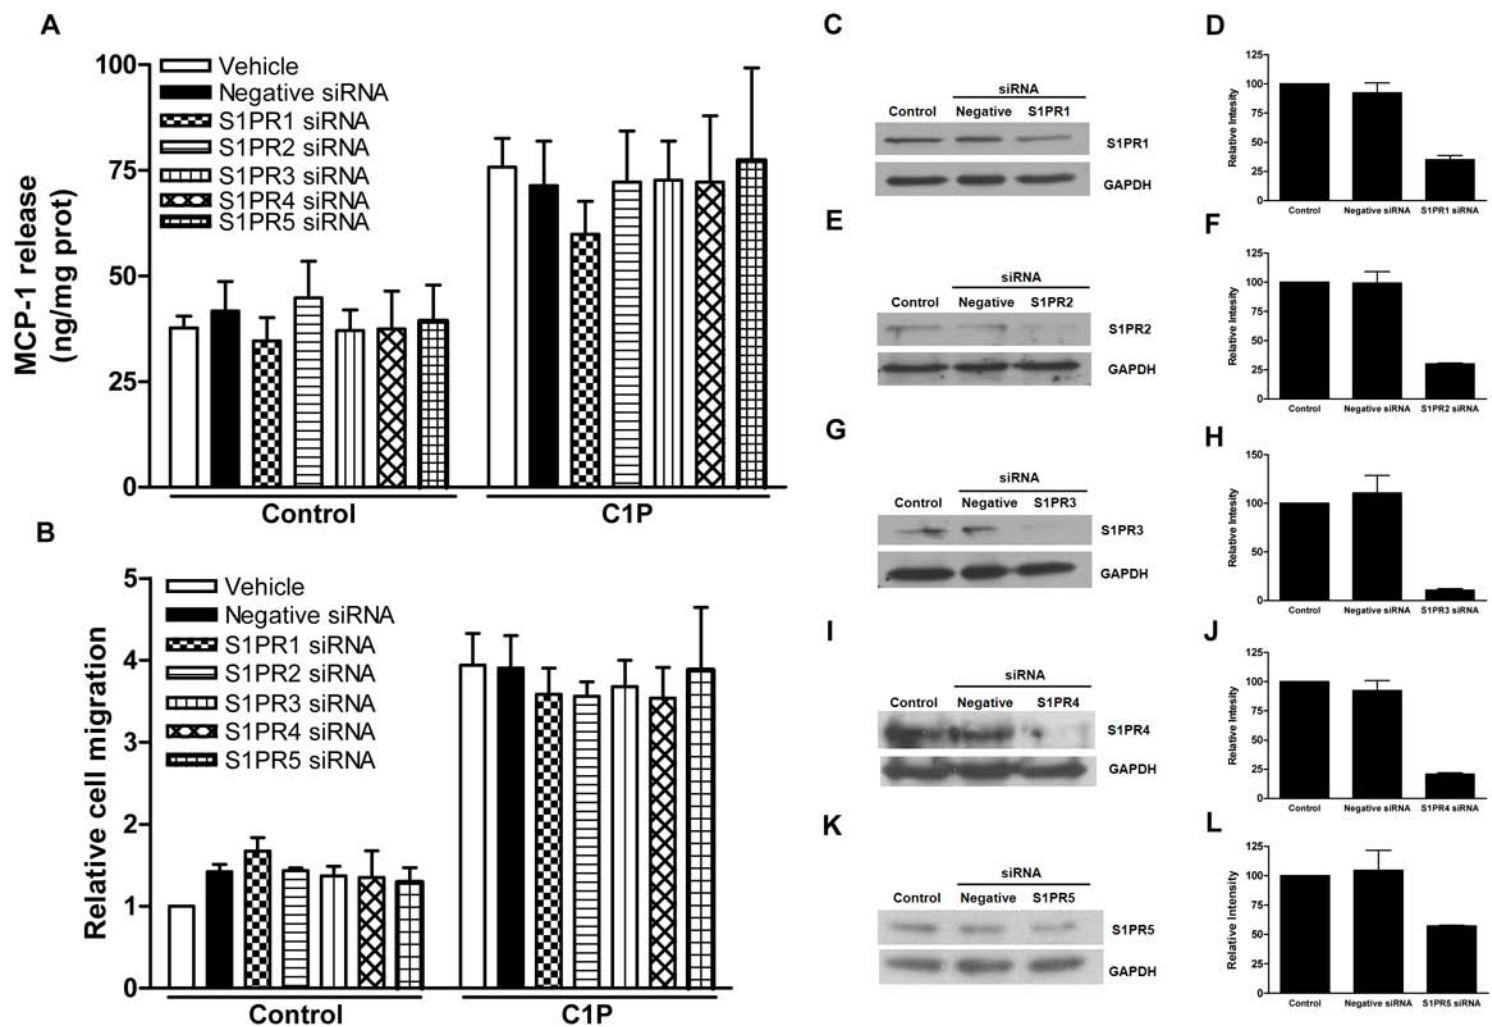 A
MCP-1 release
(ng/mg prot)
100
75
50
25
0
Vehicle
Negative siRNA
S1PR1 siRNA
S1PR2 siRNA
S1PR3 siRNA
S1PR4 siRNA
S1PR5 siRNA
Control
C1P
B
Relative cell migration
5
4
3
2
1
0
Vehicle
Negative siRNA
S1PR1 siRNA
S1PR2 siRNA
S1PR3 siRNA
S1PR4 siRNA
S1PR5 siRNA
Control
C1P
C
siRNA
Control Negative S1PR1
S1PR1
GAPDH
D
Relative Intesity
125
100
75
50
25
0
Control Negative siRNA S1PR1 siRNA
E
siRNA
Control Negative S1PR2
S1PR2
GAPDH
F
Relative Intesity
125
100
75
50
25
0
Control Negative siRNA S1PR2 siRNA
G
siRNA
Control Negative S1PR3
S1PR3
GAPDH
H
Relative Intesity
150
100
50
0
Control Negative siRNA S1PR3 siRNA
I
siRNA
Control Negative S1PR4
S1PR4
GAPDH
J
Relative Intesity
125
100
75
50
25
0
Control Negative siRNA S1PR4 siRNA
K
siRNA
Control Negative S1PR5
S1PR5
GAPDH
L
Relative Intensity
125
100
75
50
25
0
Control Negative siRNA S1PR5 siRNA